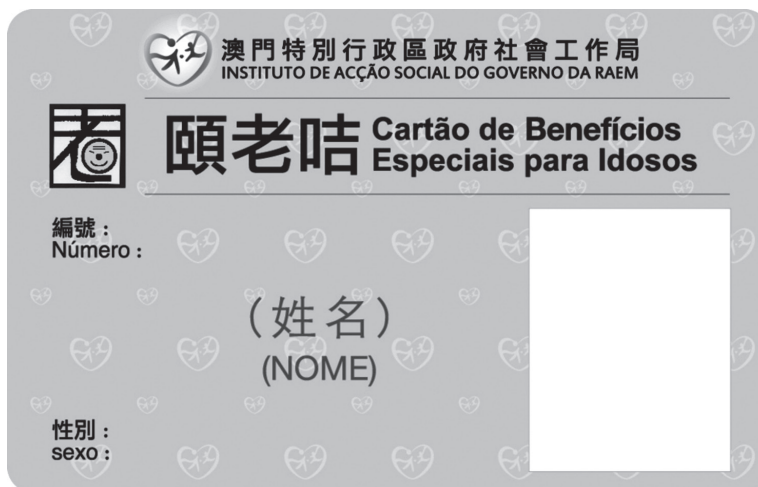 澳門特別行政區政府社會工作局
INSTITUTO DE ACÇÃO SOCIAL DO GOVERNO DA RAEM
老
頤老咭
Cartão de Benefícios
Especiais para Idosos
編號：
Número :
（姓名）
(NOME)
性別：
sexo :